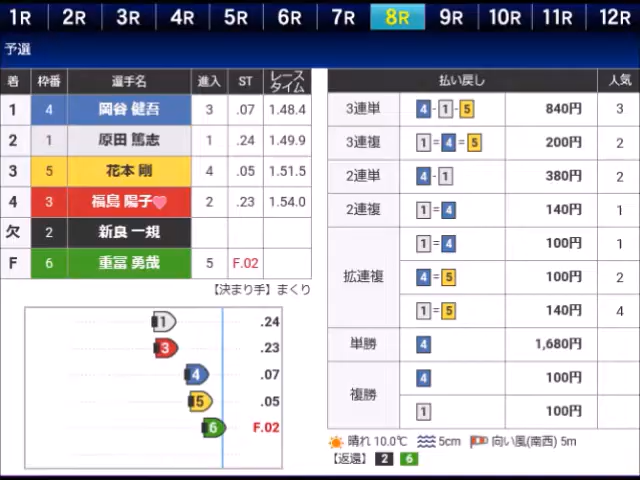 1R 2R 3R 4R 5R 6R 7R 8R 9R 10R 11R 12R
予選
着 枠番 選手名 進入 ST レースタイム
1 4 岡谷 健吾 3 .07 1.48.4
2 1 原田 篤志 1 .24 1.49.9
3 5 花本 剛 4 .05 1.51.5
4 3 福島 陽子 2 .23 1.54.0
欠 2 新良 一規
F 6 重冨 勇哉 5 F.02
【決まり手】まくり
1 .24
3 .23
4 .07
5 .05
6 F.02
払い戻し 人気
3連単 4-1-5 840円 3
3連複 1=4=5 200円 2
2連単 4-1 380円 2
2連複 1=4 140円 1
拡連複 1=4 100円 1
4=5 100円 2
1=5 140円 4
単勝 4 1,680円
複勝 4 100円
1 100円
晴れ 10.0℃ 5cm 向い風(南西) 5m
【返還】 2 6